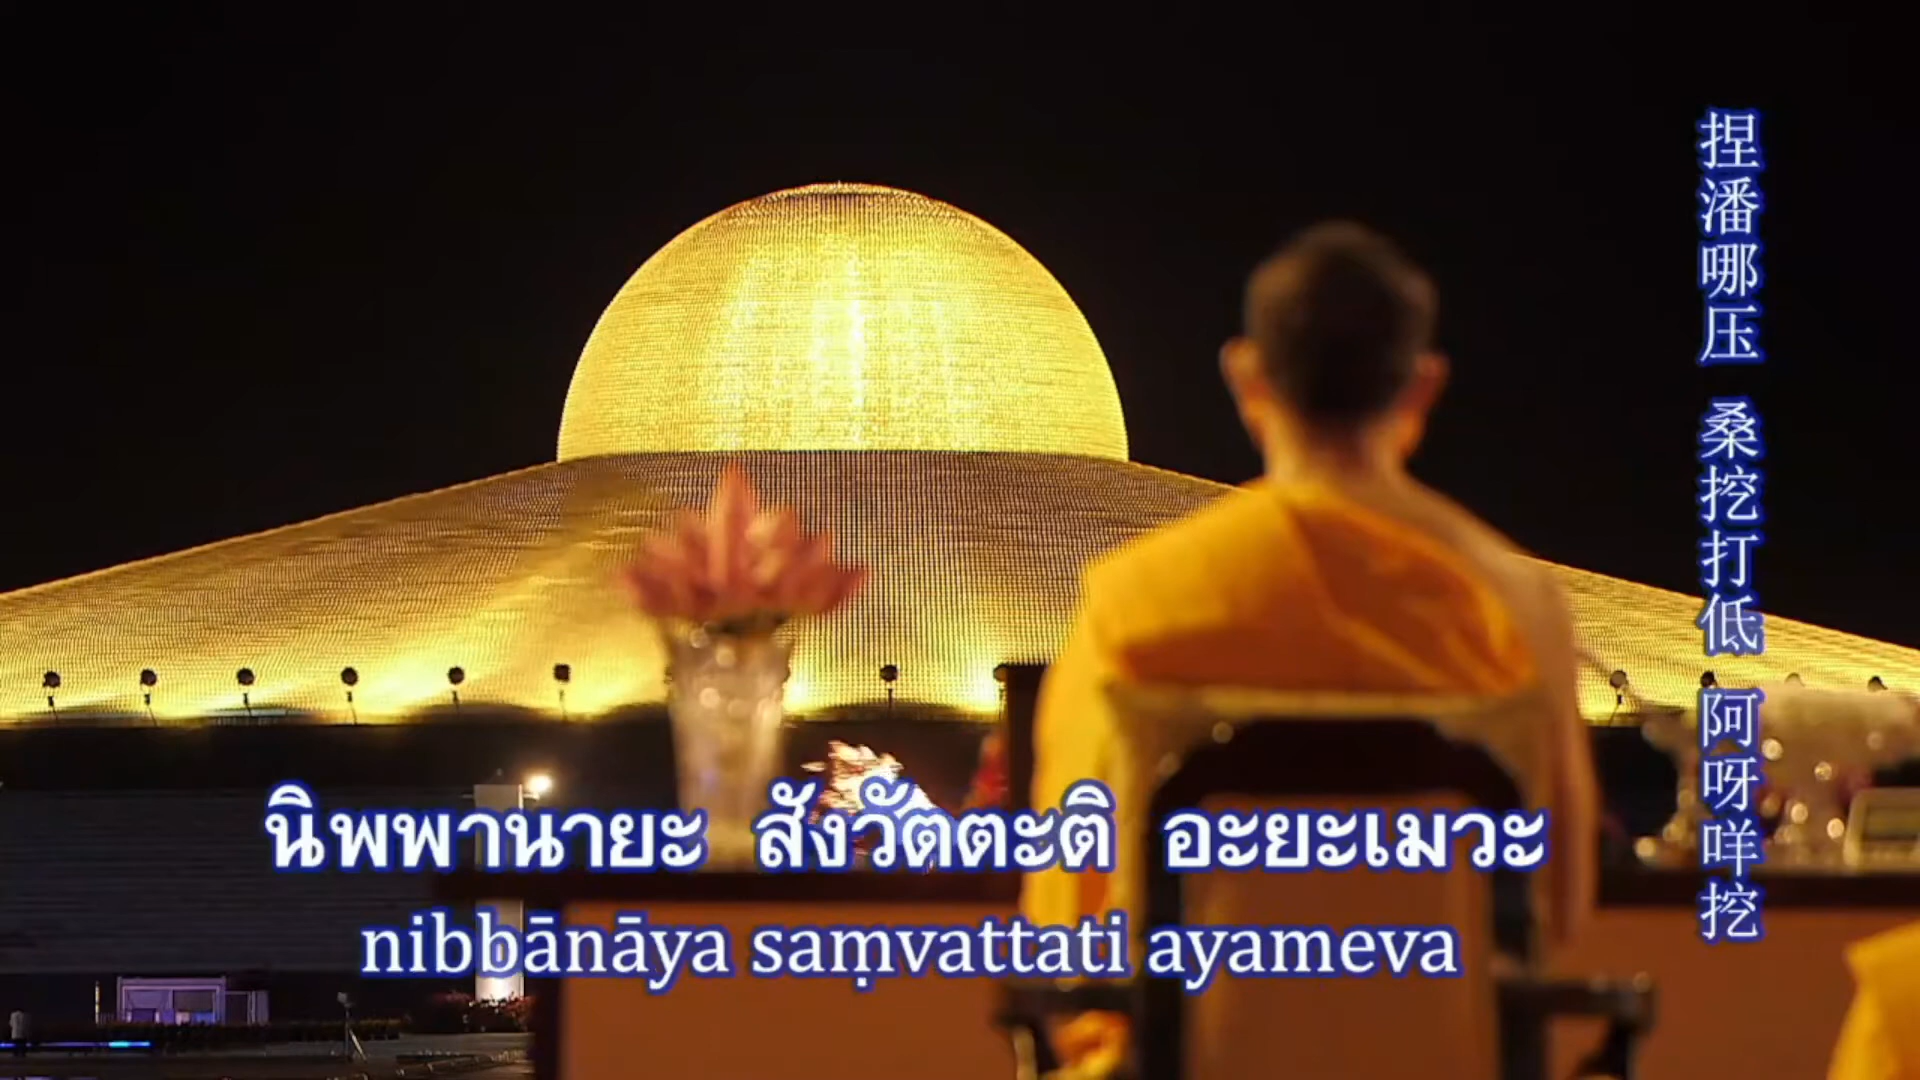 นิพพานายะ สังวัตตะติ อะยะเมวะ
nibbānāya saṃvattati ayameva
捏潘哪压 桑挖打低 阿呀咩挖